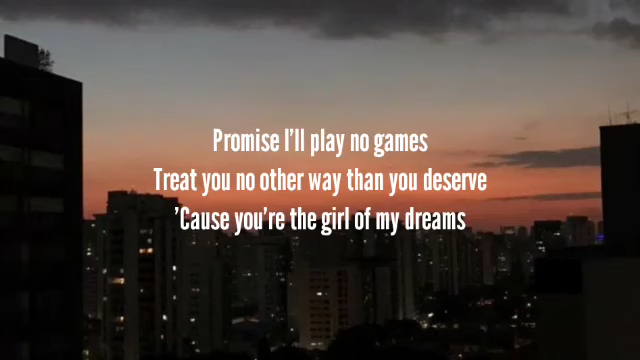 Promise I'll play no games
Treat you no other way than you deserve
'Cause you're the girl of my dreams